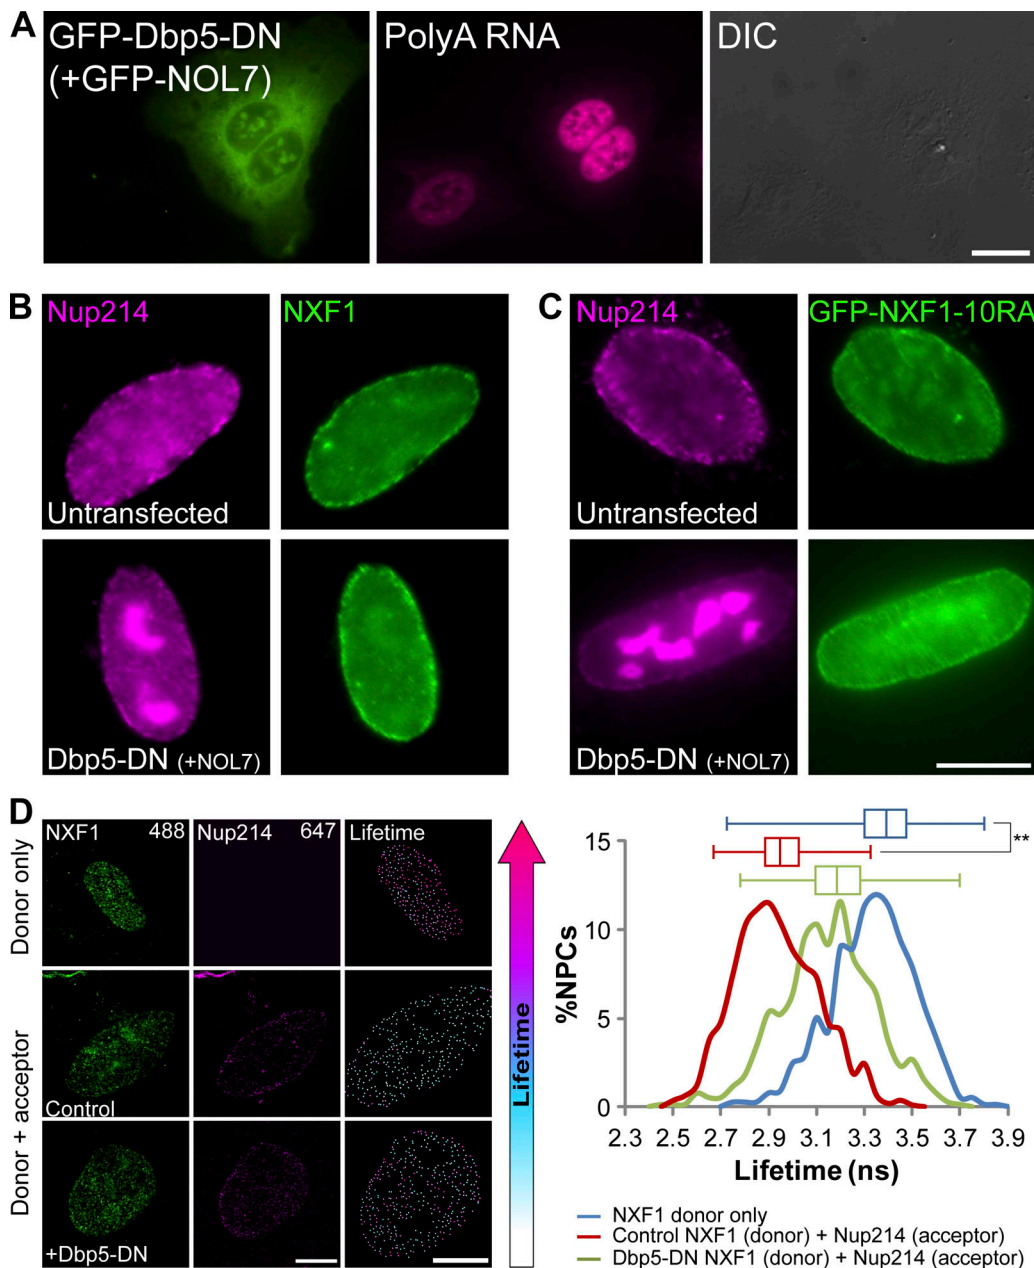 A
GFP-Dbp5-DN
(+GFP-NOL7)
PolyA RNA
DIC
B
Nup214
NXF1
C
Nup214
GFP-NXF1-10RA
Untransfected
Untransfected
Dbp5-DN (+NOL7)
Dbp5-DN (+NOL7)
D
Donor only
Donor + acceptor
NXF1 488
Nup214 647
Lifetime
Control
+Dbp5-DN
Lifetime
**
%NPCs
15
10
5
0
2.3 2.5 2.7 2.9 3.1 3.3 3.5 3.7 3.9
Lifetime (ns)
NXF1 donor only
Control NXF1 (donor) + Nup214 (acceptor)
Dbp5-DN NXF1 (donor) + Nup214 (acceptor)